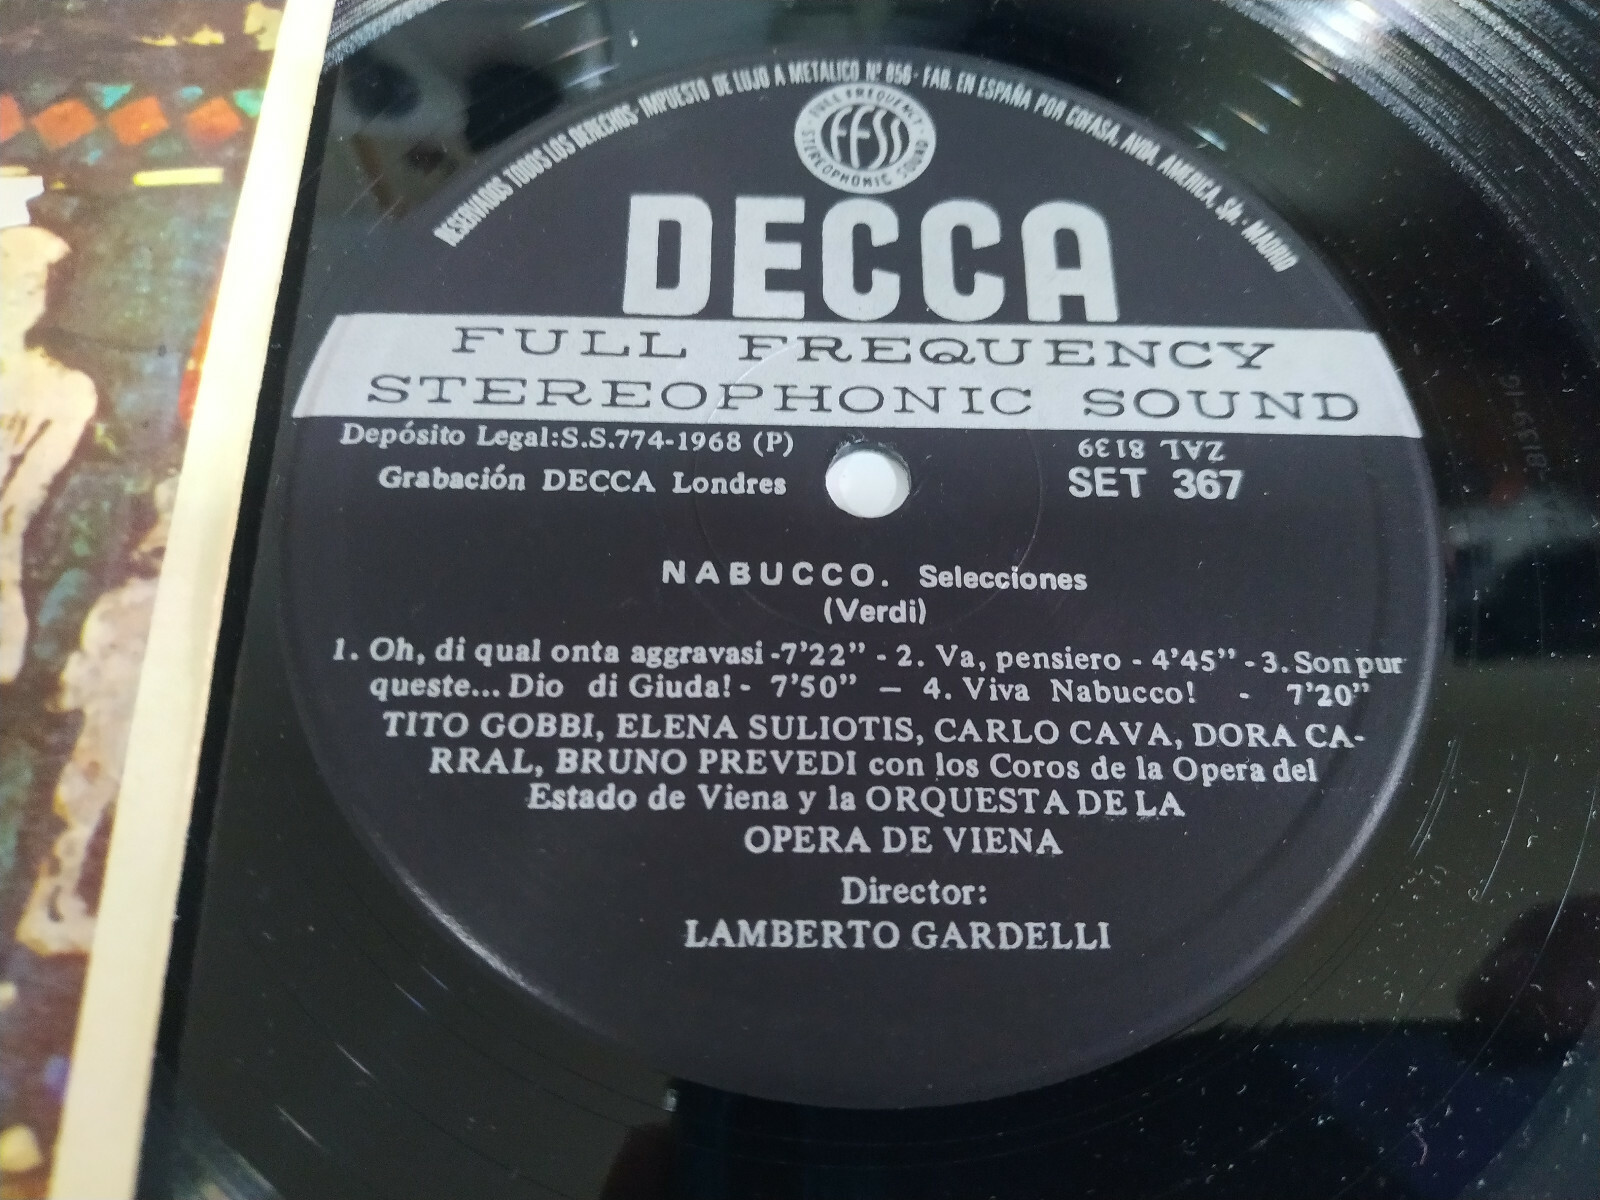 RESERVADOS TODOS LOS DERECHOS · IMPUESTO DE LUJO A METALICO Nº 856 · FAB. EN ESPAÑA POR COFASA, AVDA. AMERICA, S/n. · MADRID
FULL FREQUENCY
FFSS
STEREOPHONIC SOUND
DECCA
FULL FREQUENCY
STEREOPHONIC SOUND
Depósito Legal:S.S.774-1968 (P)
ZAL 8139
Grabación DECCA Londres
SET 367
NABUCCO. Selecciones
(Verdi)
1. Oh, di qual onta aggravasi -7'22" - 2. Va, pensiero - 4'45" - 3. Son pur
queste... Dio di Giuda! - 7'50" — 4. Viva Nabucco! - 7'20"
TITO GOBBI, ELENA SULIOTIS, CARLO CAVA, DORA CA-
RRAL, BRUNO PREVEDI con los Coros de la Opera del
Estado de Viena y la ORQUESTA DE LA
OPERA DE VIENA
Director:
LAMBERTO GARDELLI